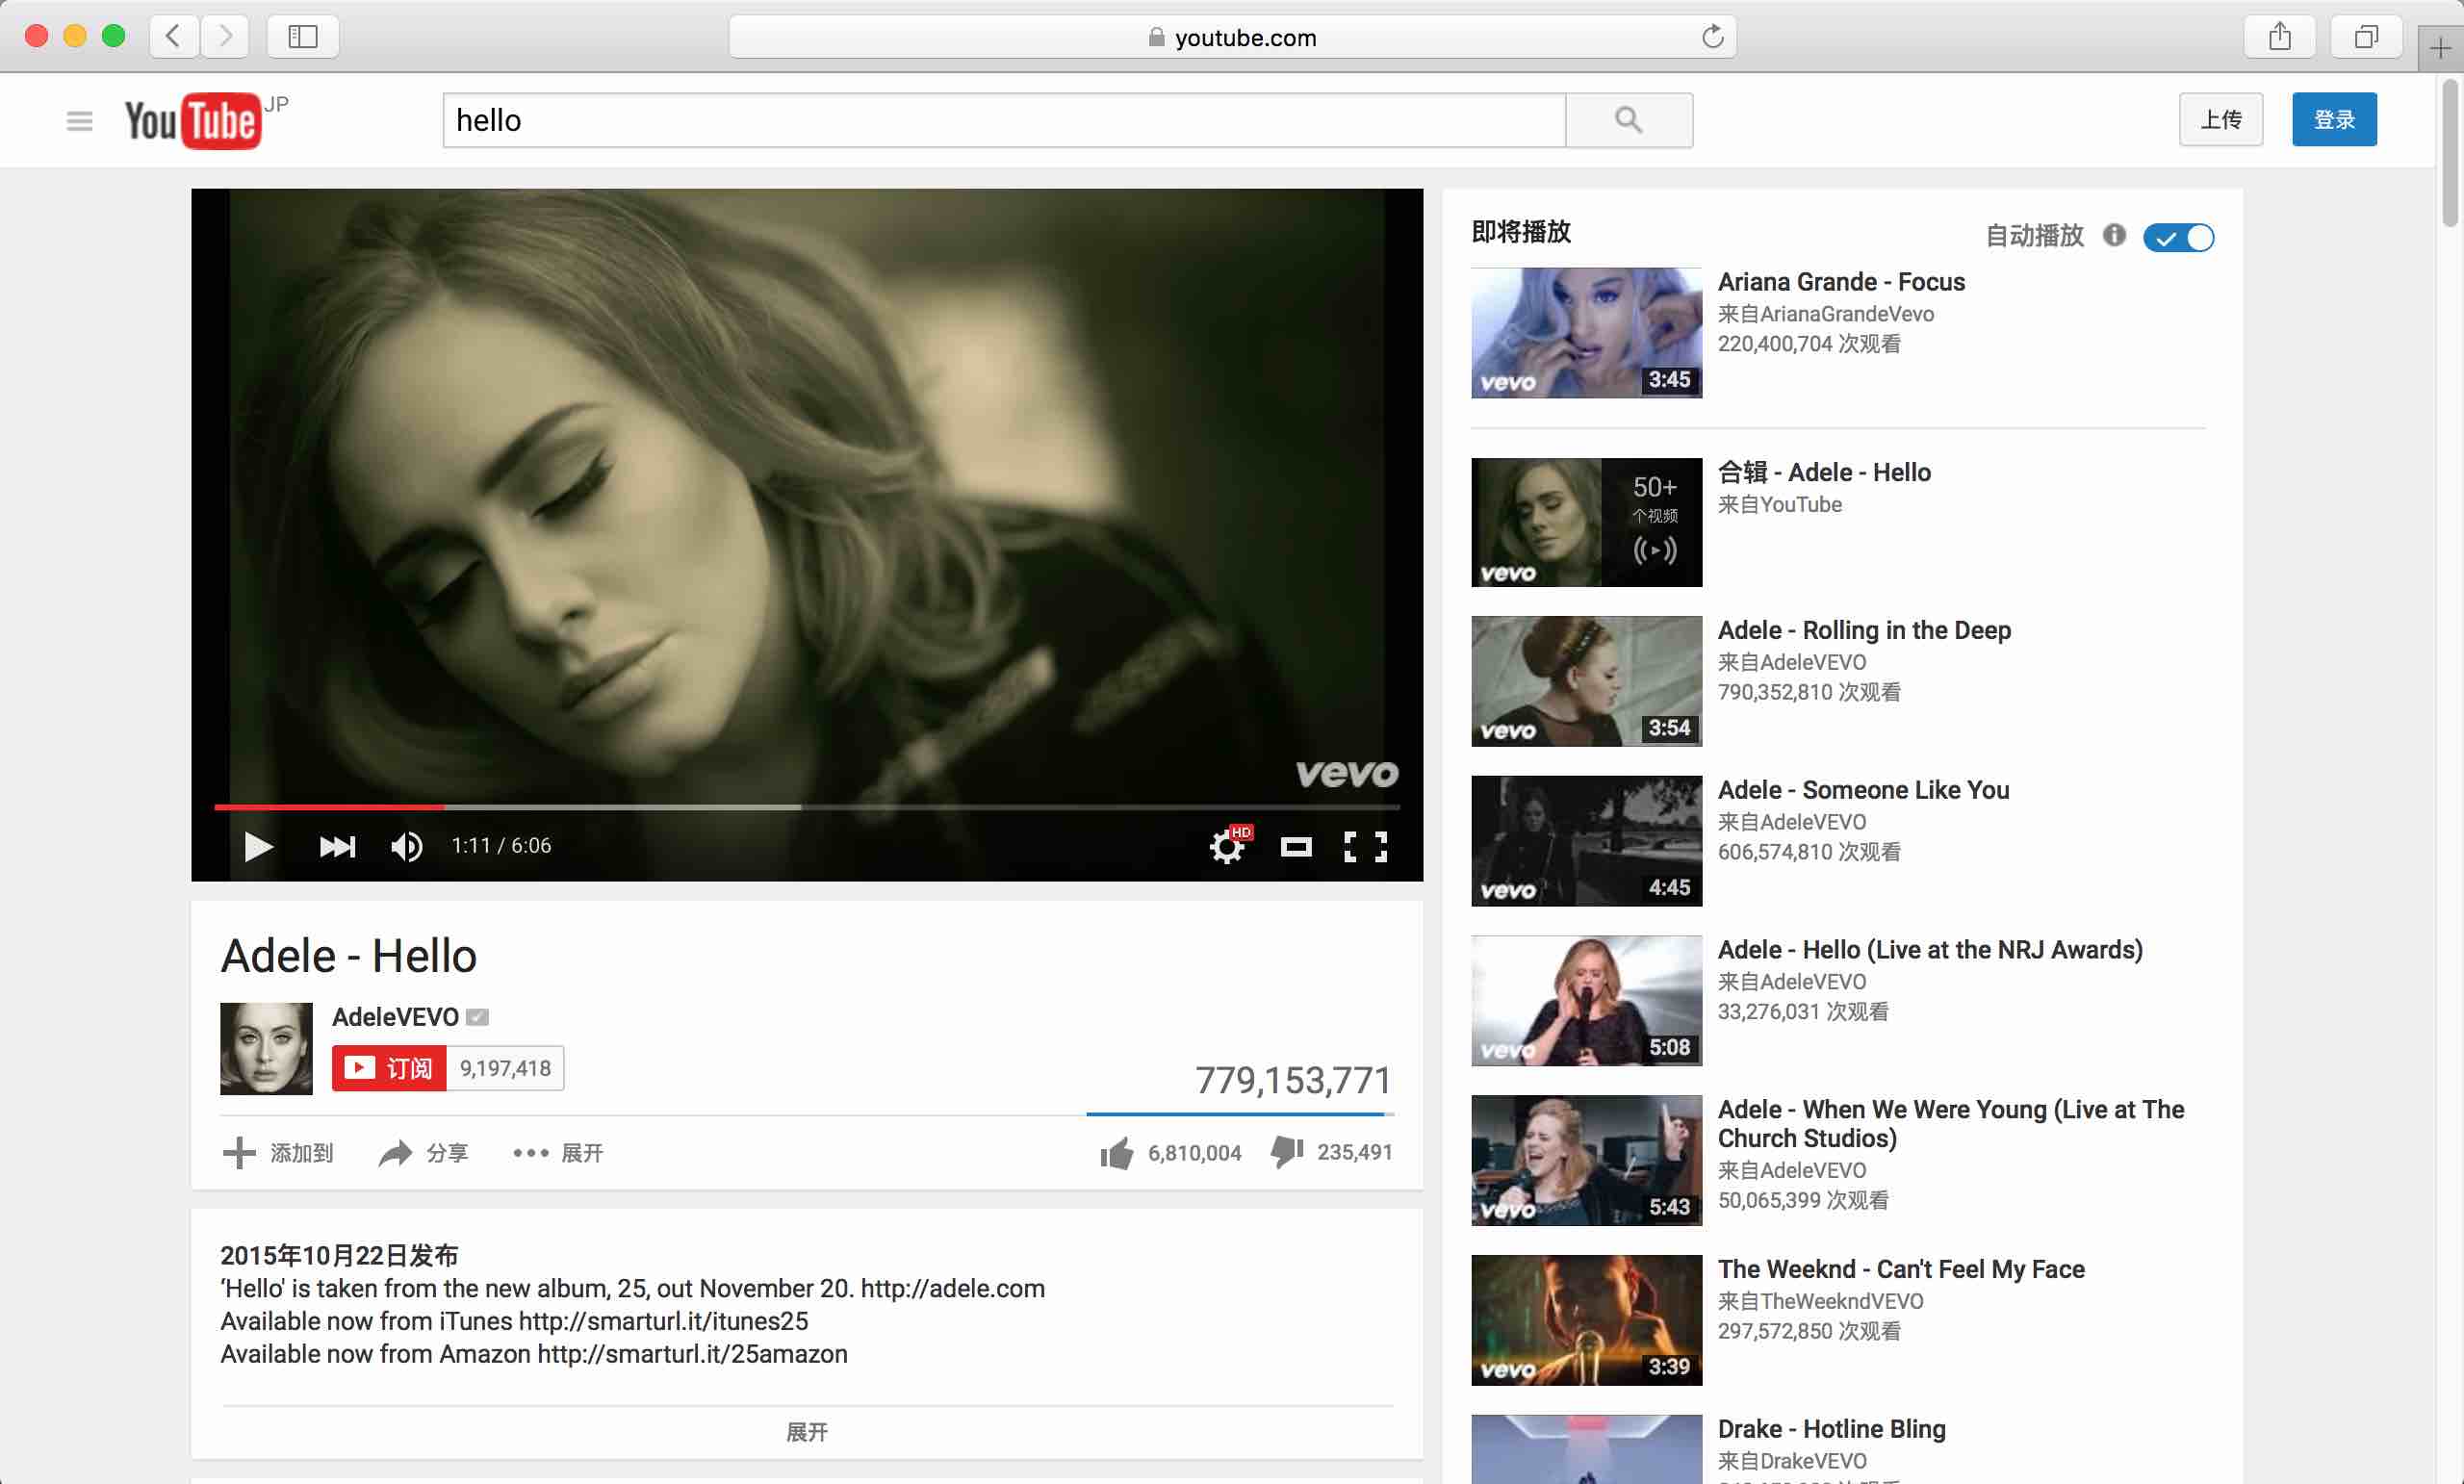 youtube.com
YouTube JP
hello
上传
登录
vevo
1:11 / 6:06
HD
Adele - Hello
AdeleVEVO
订阅 9,197,418
779,153,771
添加到 分享 展开
6,810,004 235,491
2015年10月22日发布
‘Hello' is taken from the new album, 25, out November 20. http://adele.com
Available now from iTunes http://smarturl.it/itunes25
Available now from Amazon http://smarturl.it/25amazon
展开
即将播放
自动播放
vevo 3:45
Ariana Grande - Focus
来自ArianaGrandeVevo
220,400,704 次观看
50+
个视频
vevo
合辑 - Adele - Hello
来自YouTube
vevo 3:54
Adele - Rolling in the Deep
来自AdeleVEVO
790,352,810 次观看
vevo 4:45
Adele - Someone Like You
来自AdeleVEVO
606,574,810 次观看
vevo 5:08
Adele - Hello (Live at the NRJ Awards)
来自AdeleVEVO
33,276,031 次观看
vevo 5:43
Adele - When We Were Young (Live at The
Church Studios)
来自AdeleVEVO
50,065,399 次观看
vevo 3:39
The Weeknd - Can't Feel My Face
来自TheWeekndVEVO
297,572,850 次观看
Drake - Hotline Bling
来自DrakeVEVO